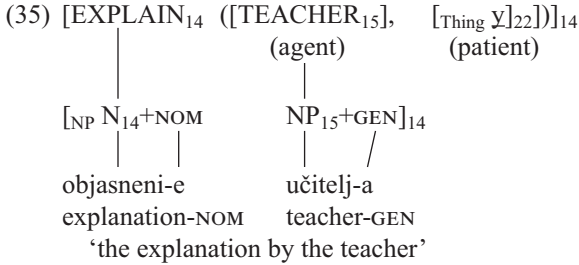 (35) [EXPLAIN₁₄ ([TEACHER₁₅], [Thing y]₂₂])]₁₄
(agent) (patient)
[NP N₁₄+NOM NP₁₅+GEN]₁₄
objasneni-e učitelj-a
explanation-NOM teacher-GEN
‘the explanation by the teacher’